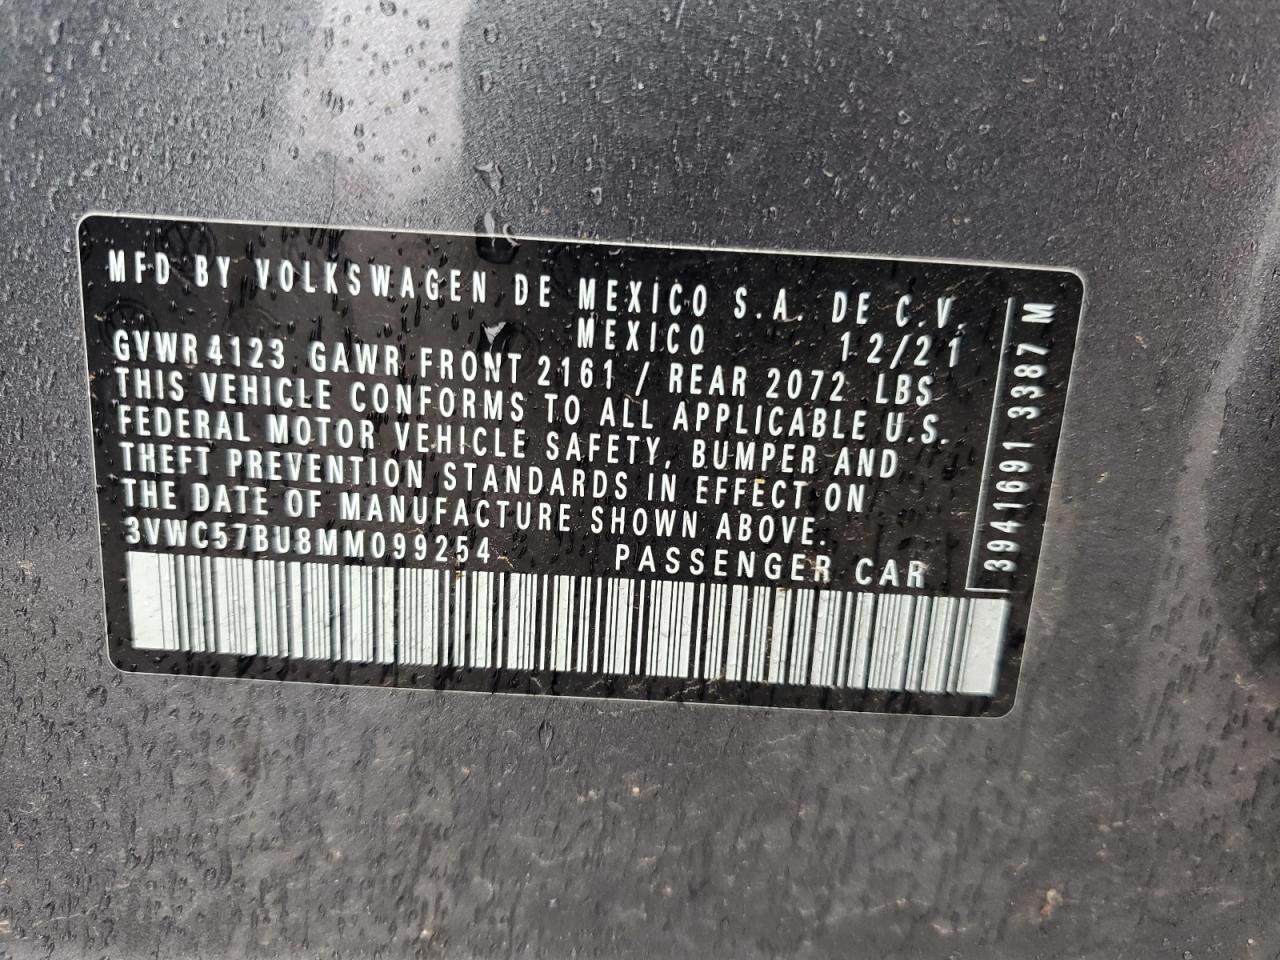 MFD BY VOLKSWAGEN DE MEXICO S.A. DE C.V.
MEXICO 12/21
GVWR 4123 GAWR FRONT 2161 / REAR 2072 LBS
THIS VEHICLE CONFORMS TO ALL APPLICABLE U.S.
FEDERAL MOTOR VEHICLE SAFETY, BUMPER AND
THEFT PREVENTION STANDARDS IN EFFECT ON
THE DATE OF MANUFACTURE SHOWN ABOVE.
3VWC57BU8MM099254 PASSENGER CAR
3941691 3387 M